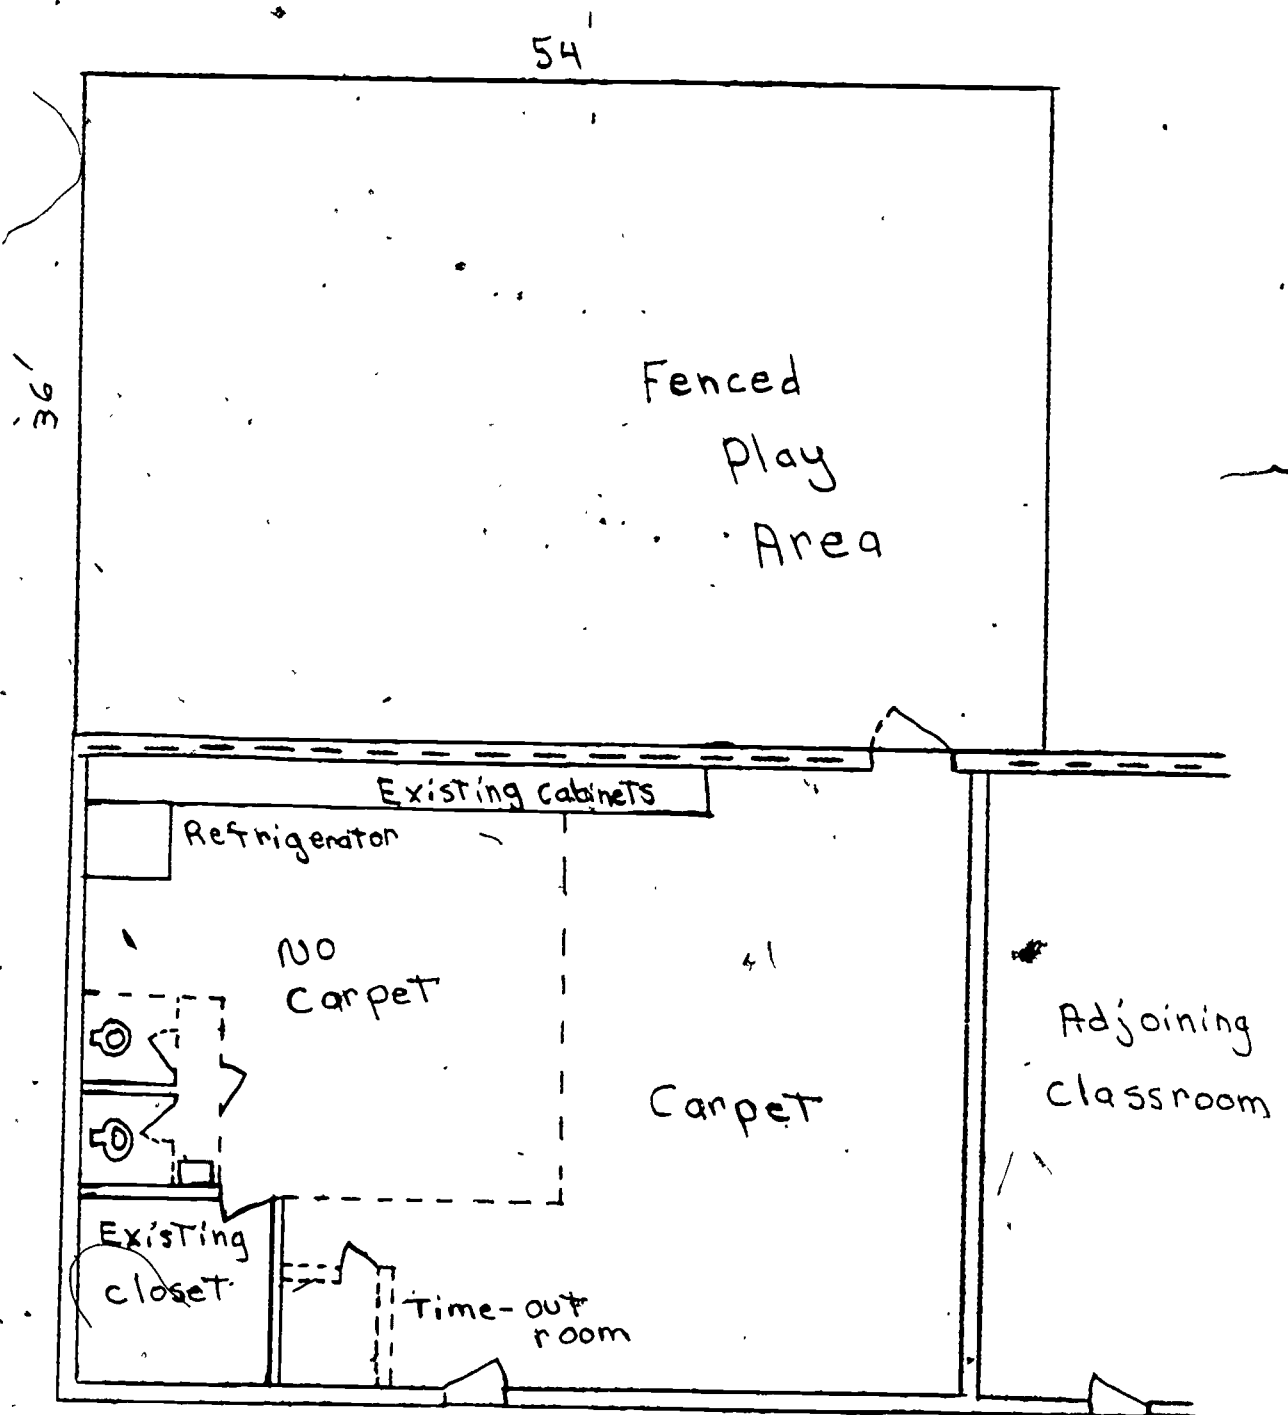 54'
36'
Fenced
Play
Area
Existing cabinets
Refrigerator
No
Carpet
Carpet
Adjoining
Classroom
Existing
closet
Time-out
room